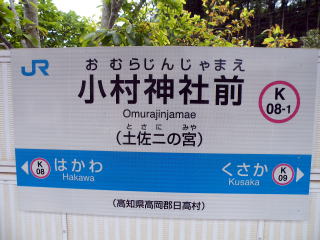 JR
おむらじんじゃまえ
小村神社前
Omurajinjamae
K
08-1
とさに みや
(土佐二の宮)
K
08
はかわ
Hakawa
くさか
Kusaka
K
09
(高知県高岡郡日高村)